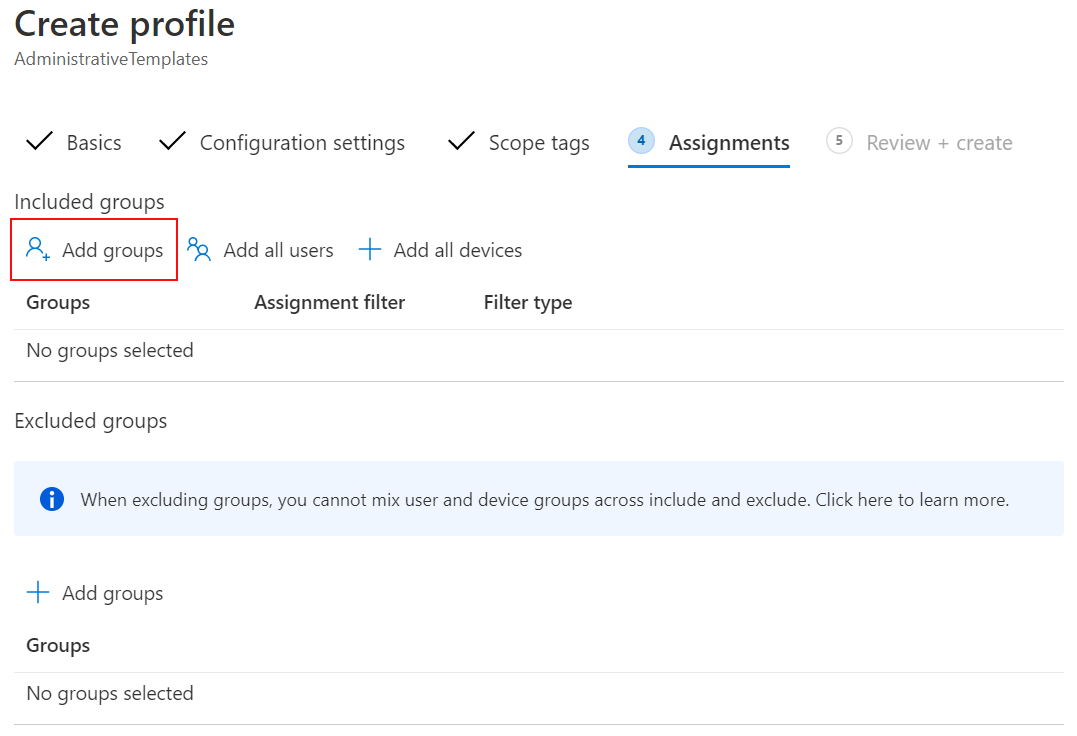 Create profile
AdministrativeTemplates
Basics Configuration settings Scope tags 4 Assignments 5 Review + create
Included groups
Add groups Add all users Add all devices
Groups Assignment filter Filter type
No groups selected
Excluded groups
When excluding groups, you cannot mix user and device groups across include and exclude. Click here to learn more.
Add groups
Groups
No groups selected